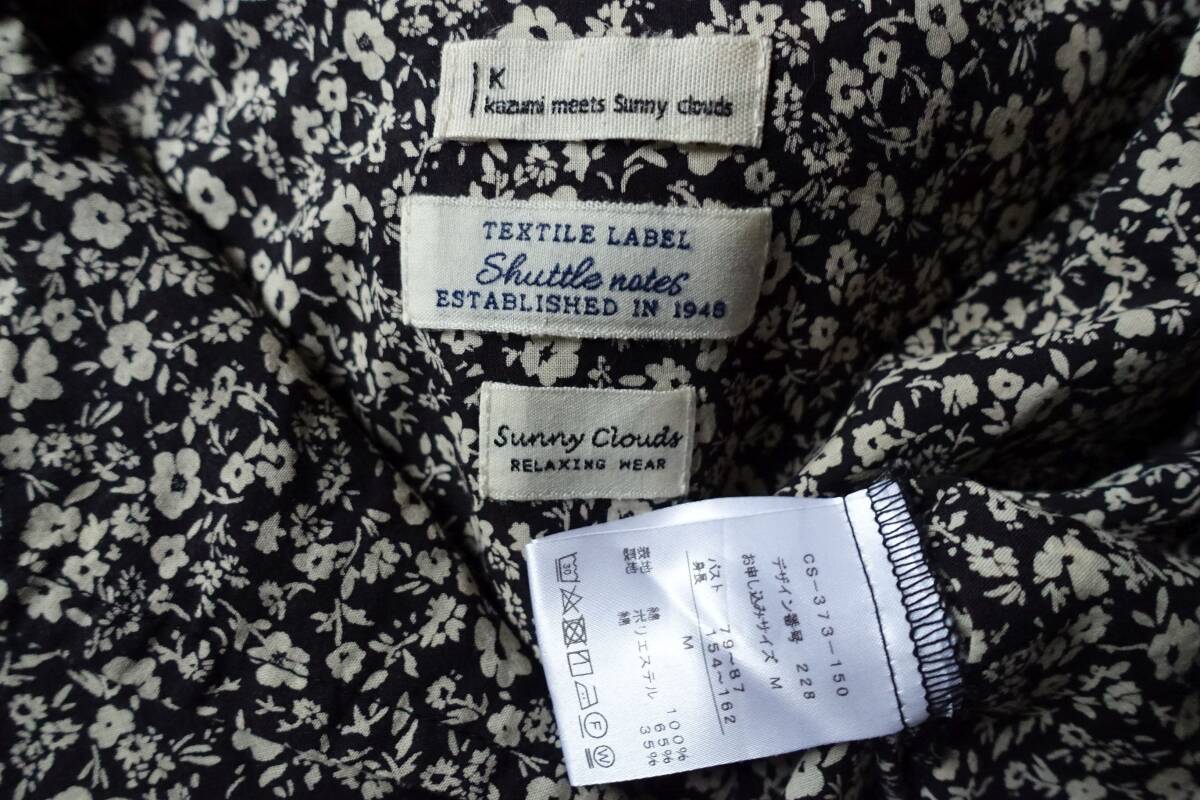 K
kazumi meets Sunny clouds
TEXTILE LABEL
Shuttle notes
ESTABLISHED IN 1948
Sunny Clouds
RELAXING WEAR
CS-373-150
デザイン番号 228
お申し込みサイズ M
バスト 79~87
身長 154~162
M
表地 綿 100%
裏地 ポリエステル 65%
綿 35%
30
F
W